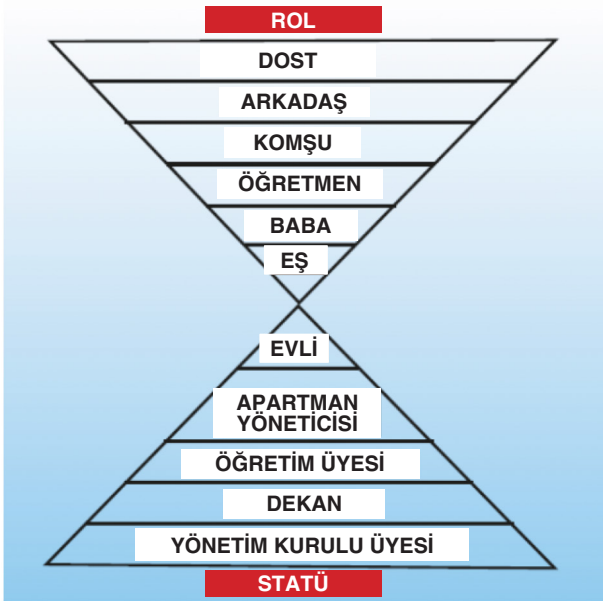 ROL
DOST
ARKADAŞ
KOMŞU
ÖĞRETMEN
BABA
EŞ
EVLİ
APARTMAN
YÖNETİCİSİ
ÖĞRETİM ÜYESİ
DEKAN
YÖNETİM KURULU ÜYESİ
STATÜ